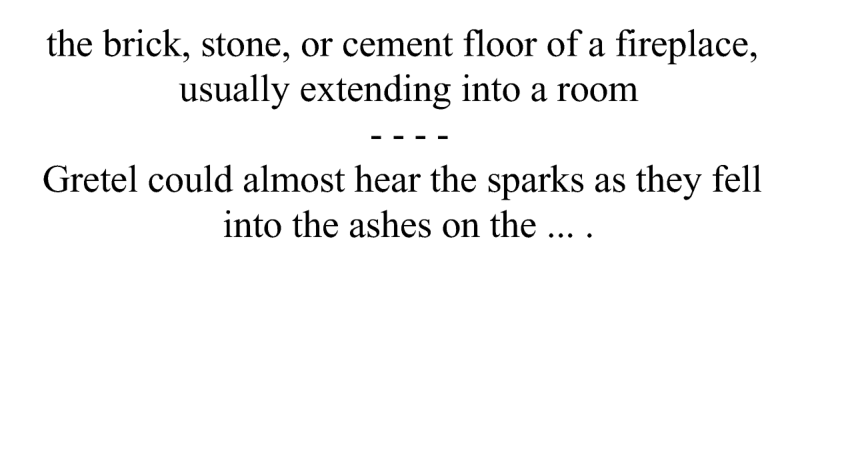 the brick, stone, or cement floor of a fireplace,
usually extending into a room
- - - -
Gretel could almost hear the sparks as they fell
into the ashes on the ... .